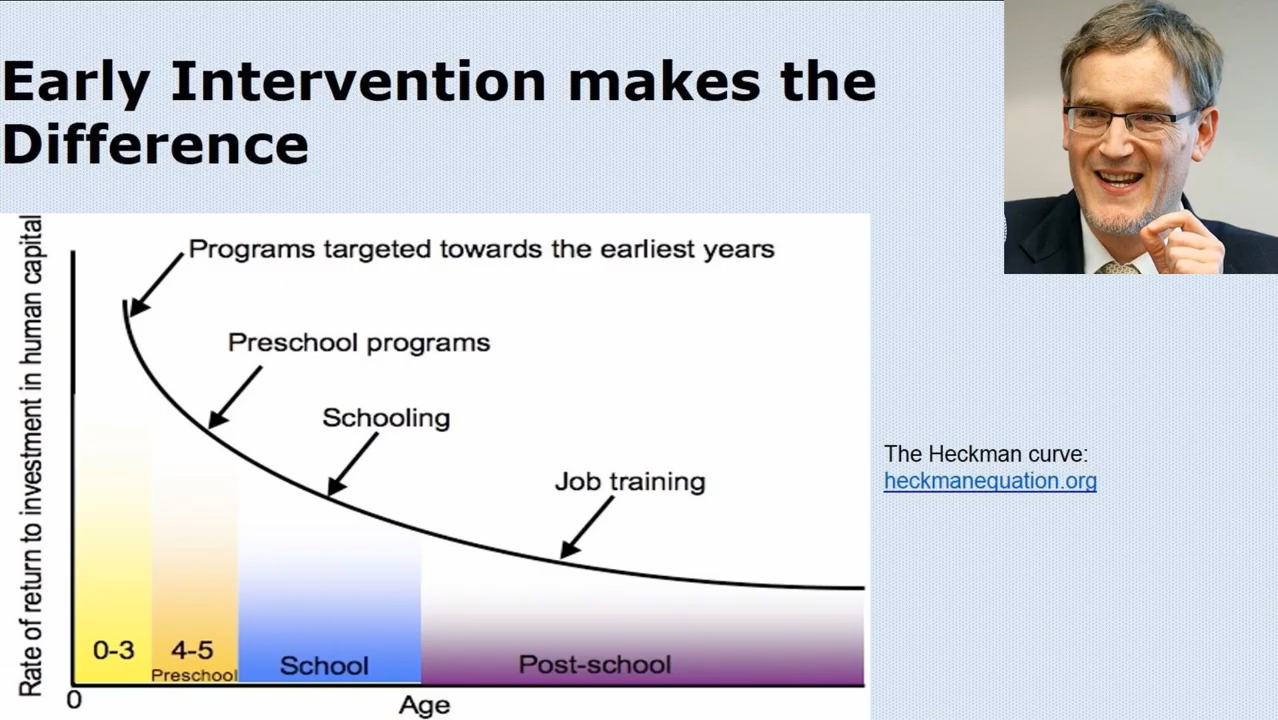 Early Intervention makes the
Difference
Rate of return to investment in human capital
Programs targeted towards the earliest years
Preschool programs
Schooling
Job training
The Heckman curve:
heckmanequation.org
0-3
4-5
Preschool
School
Post-school
0
Age